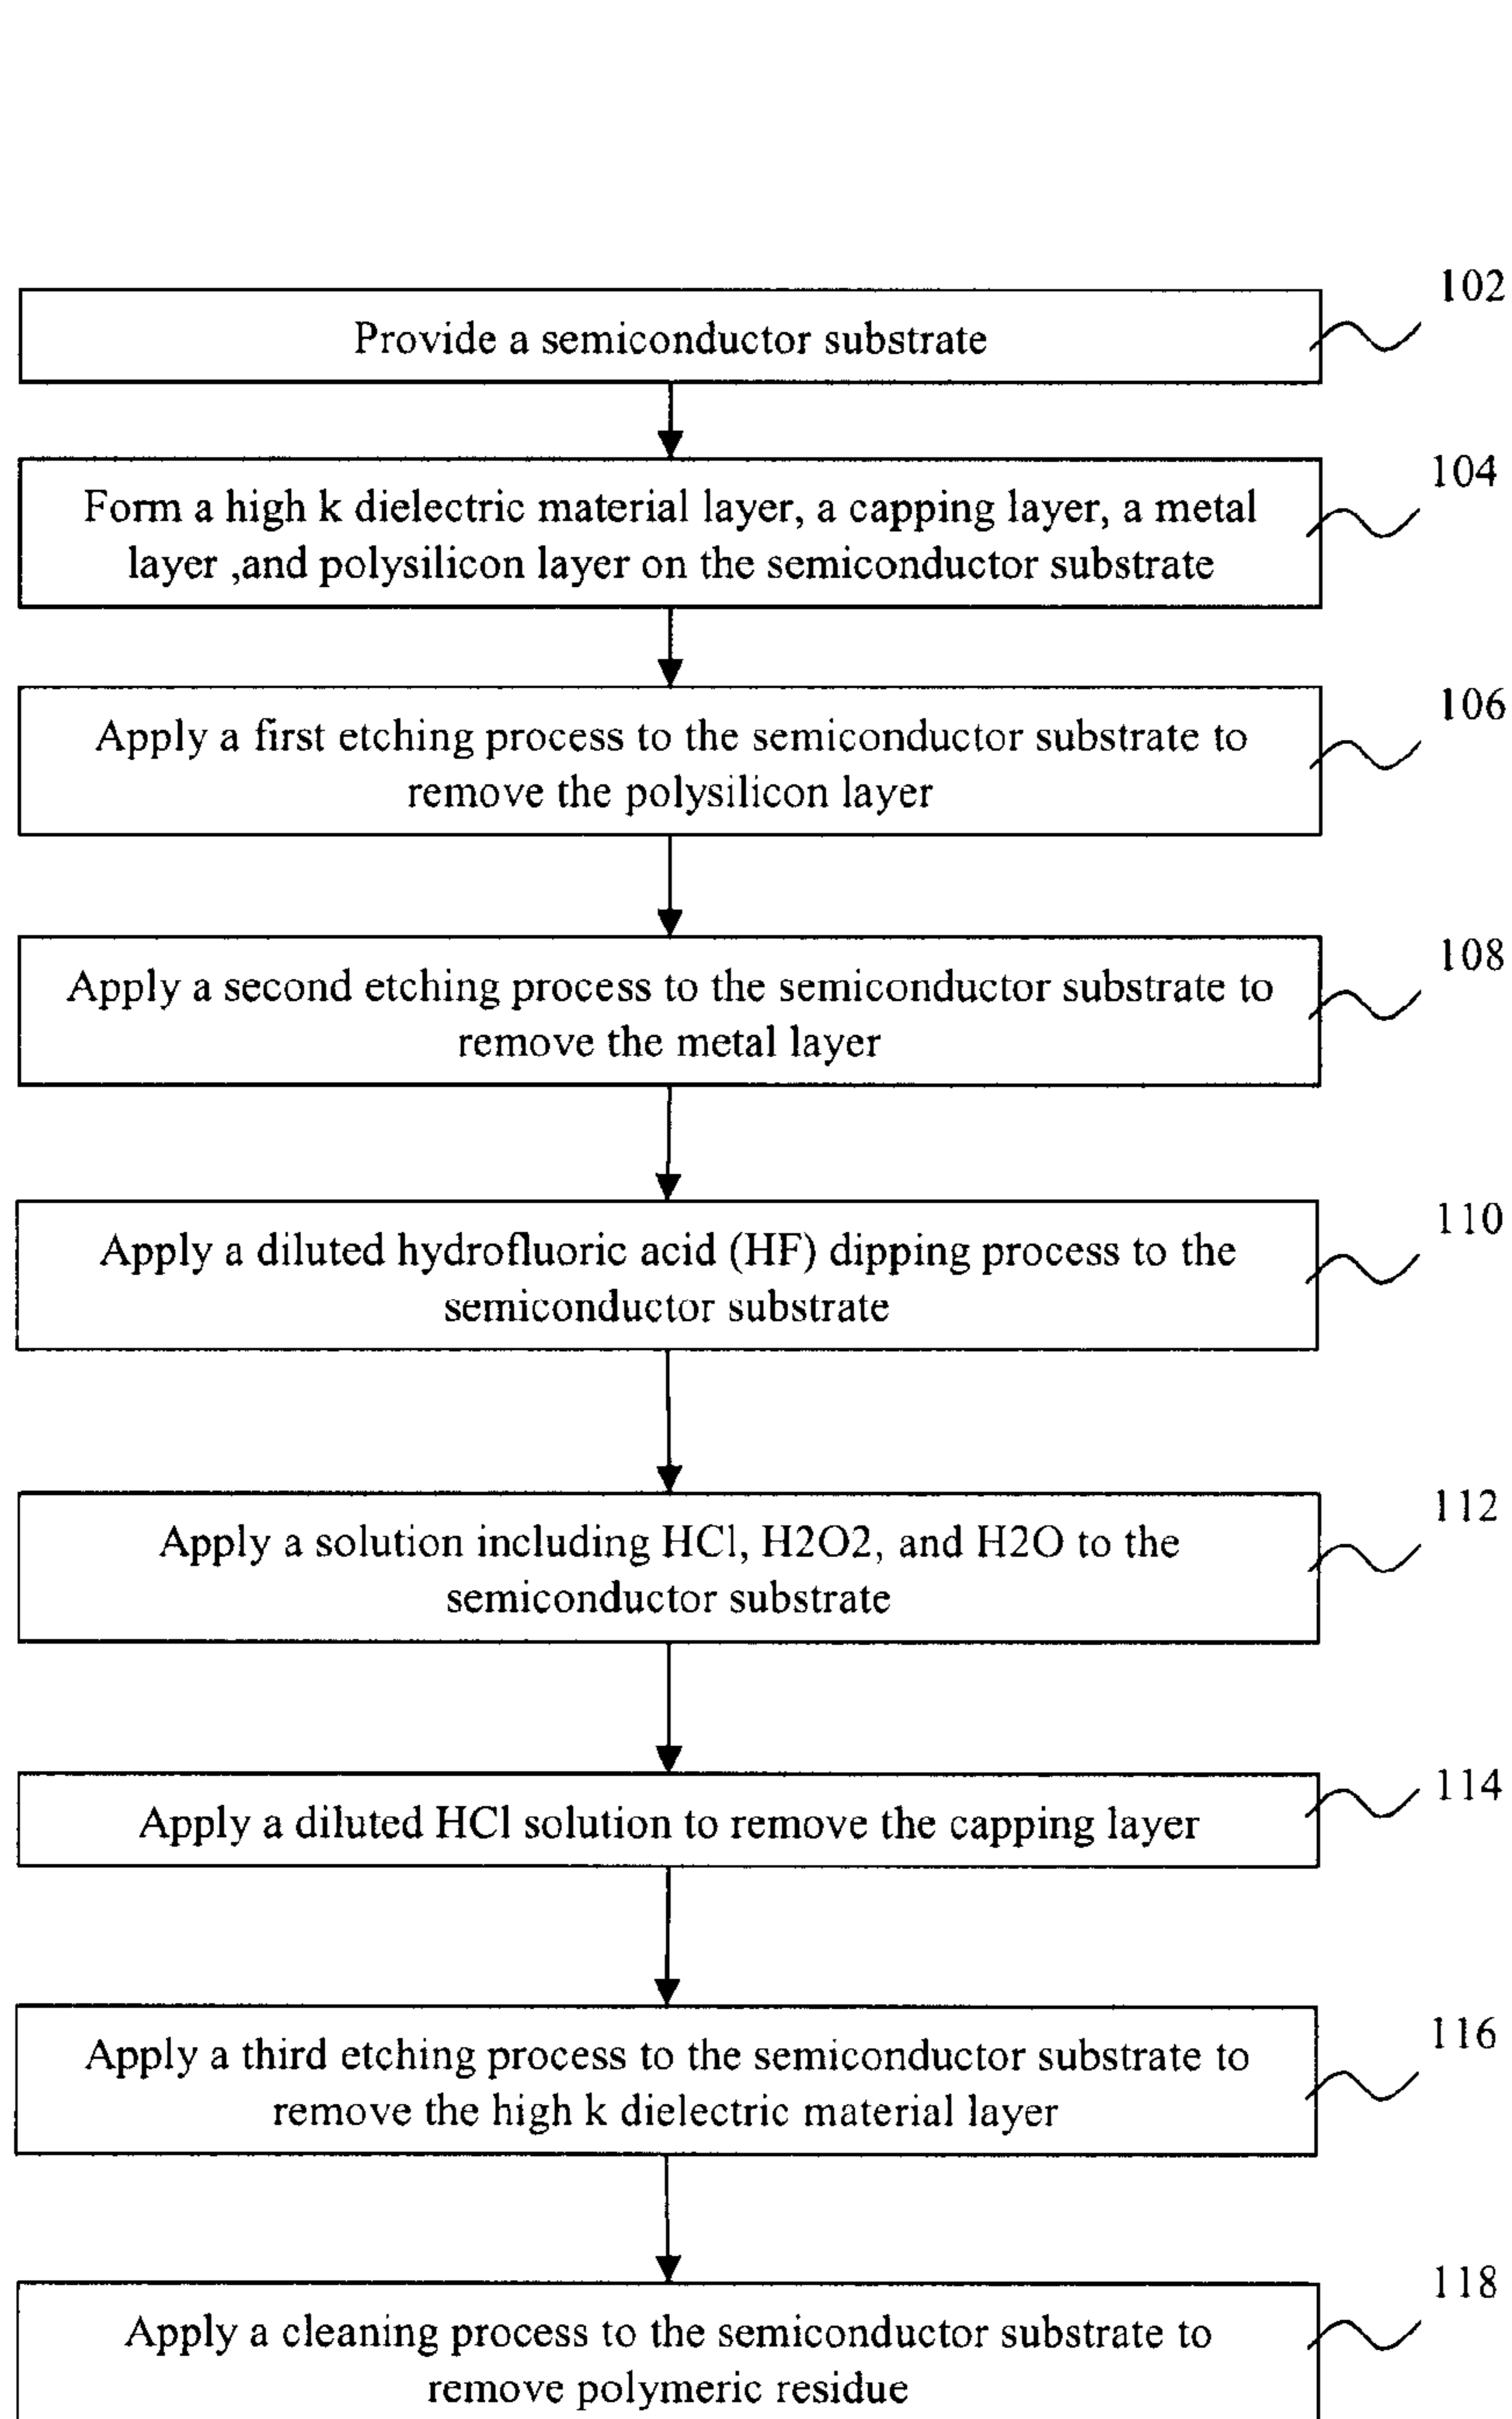 102
Provide a semiconductor substrate
104
Form a high k dielectric material layer, a capping layer, a metal
layer ,and polysilicon layer on the semiconductor substrate
106
Apply a first etching process to the semiconductor substrate to
remove the polysilicon layer
108
Apply a second etching process to the semiconductor substrate to
remove the metal layer
110
Apply a diluted hydrofluoric acid (HF) dipping process to the
semiconductor substrate
112
Apply a solution including HCl, H2O2, and H2O to the
semiconductor substrate
114
Apply a diluted HCl solution to remove the capping layer
116
Apply a third etching process to the semiconductor substrate to
remove the high k dielectric material layer
118
Apply a cleaning process to the semiconductor substrate to
remove polymeric residue